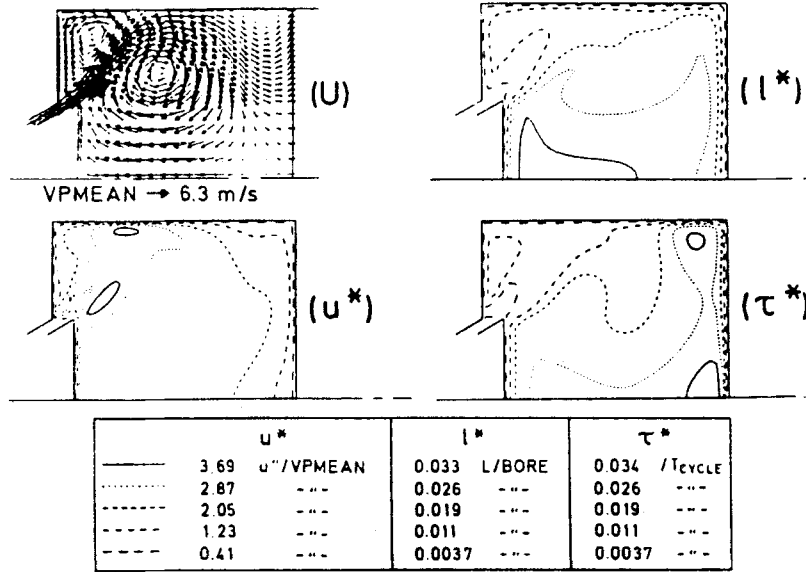 (U)
(l*)
VPMEAN → 6.3 m/s
(u*)
(τ*)
u* l* τ*
3.69 u''/VPMEAN 0.033 L/BORE 0.034 /TCYCLE
2.87 -"- 0.026 -"- 0.026 -"-
2.05 -"- 0.019 -"- 0.019 -"-
1.23 -"- 0.011 -"- 0.011 -"-
0.41 -"- 0.0037 -"- 0.0037 -"-